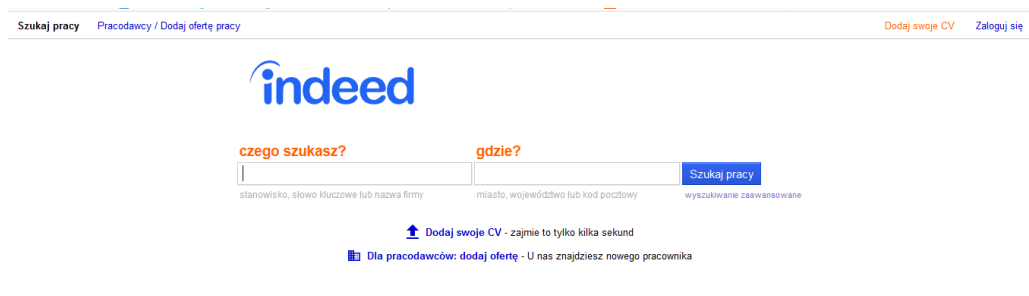 Szukaj pracy Pracodawcy / Dodaj ofertę pracy Dodaj swoje CV Zaloguj się
indeed
czego szukasz? gdzie?
Szukaj pracy
stanowisko, słowo kluczowe lub nazwa firmy miasto, województwo lub kod pocztowy wyszukiwanie zaawansowane
Dodaj swoje CV - zajmie to tylko kilka sekund
Dla pracodawców: dodaj ofertę - U nas znajdziesz nowego pracownika